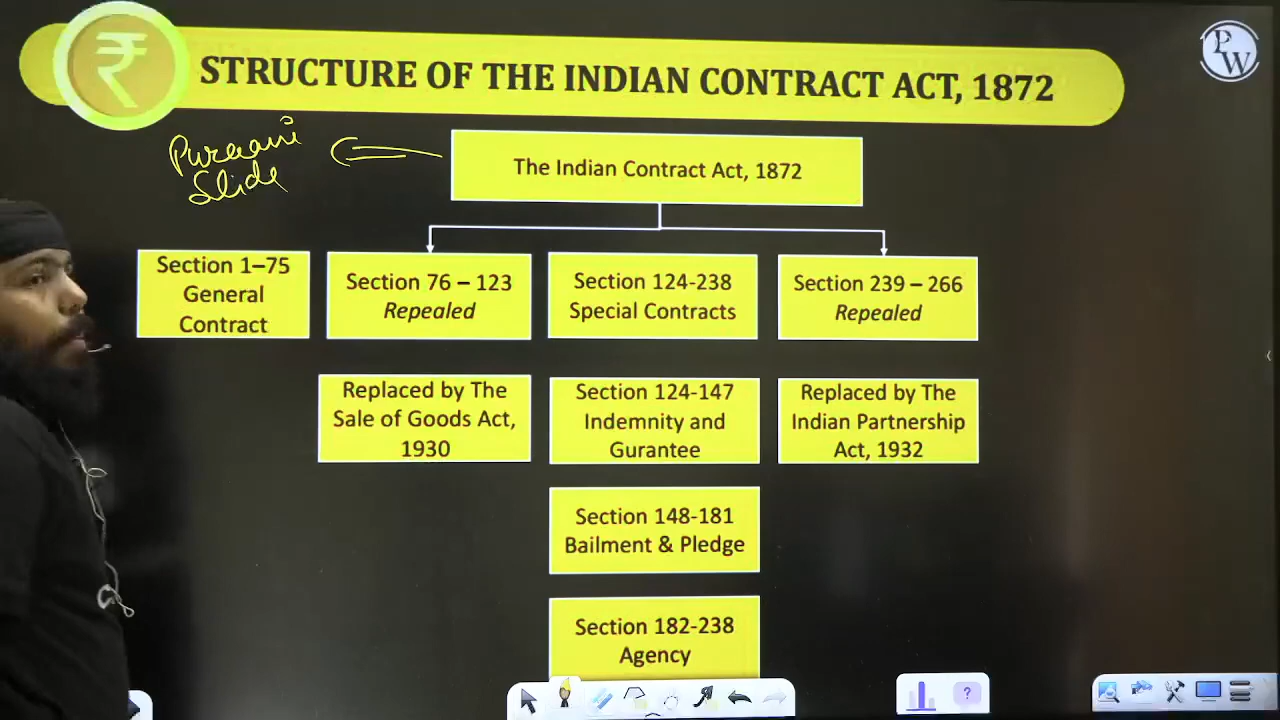 ₹
STRUCTURE OF THE INDIAN CONTRACT ACT, 1872
P
W
Puraani
Slide
The Indian Contract Act, 1872
Section 1–75
General
Contract
Section 76 – 123
Repealed
Section 124-238
Special Contracts
Section 239 – 266
Repealed
Replaced by The
Sale of Goods Act,
1930
Section 124-147
Indemnity and
Gurantee
Replaced by The
Indian Partnership
Act, 1932
Section 148-181
Bailment & Pledge
Section 182-238
Agency
?